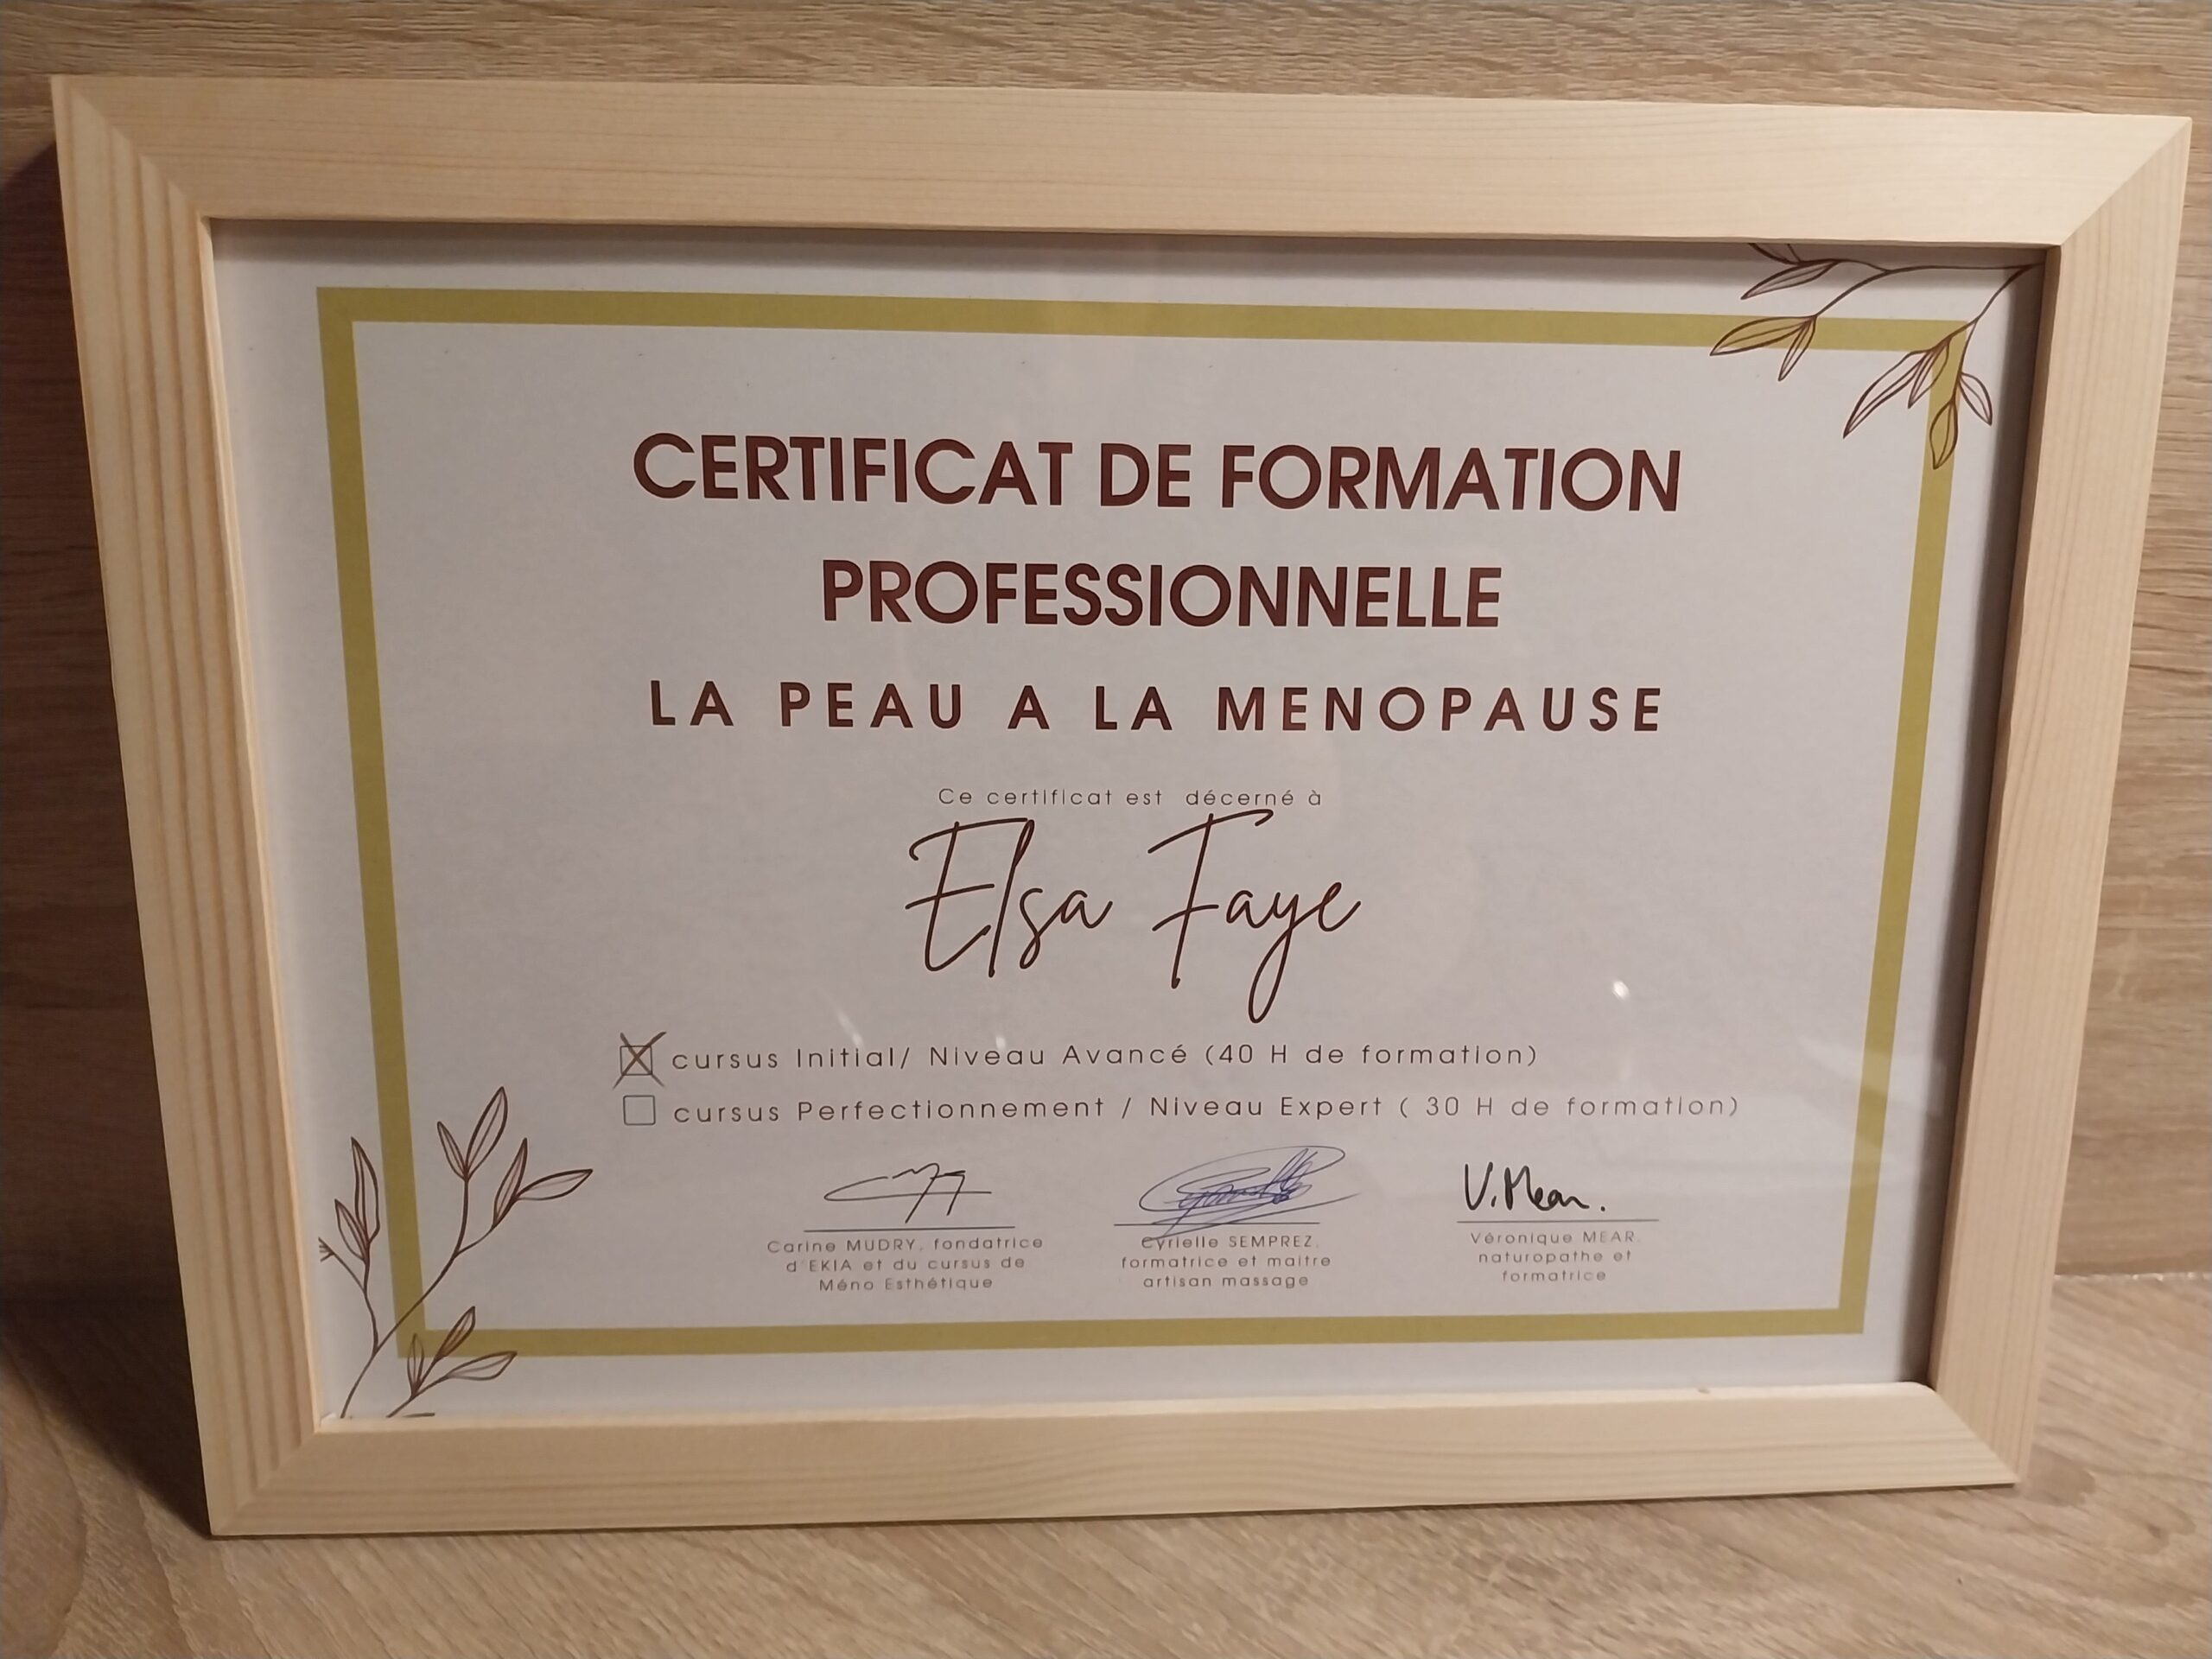 CERTIFICAT DE FORMATION
PROFESSIONNELLE
LA PEAU A LA MENOPAUSE
Ce certificat est décerné à
Elsa Faye
cursus Initial/ Niveau Avancé (40 H de formation)
cursus Perfectionnement / Niveau Expert ( 30 H de formation)
V. Mear.
Carine MUDRY, fondatrice
d'EKIA et du cursus de
Méno Esthétique
Cyrielle SEMPREZ,
formatrice et maitre
artisan massage
Véronique MEAR,
naturopathe et
formatrice